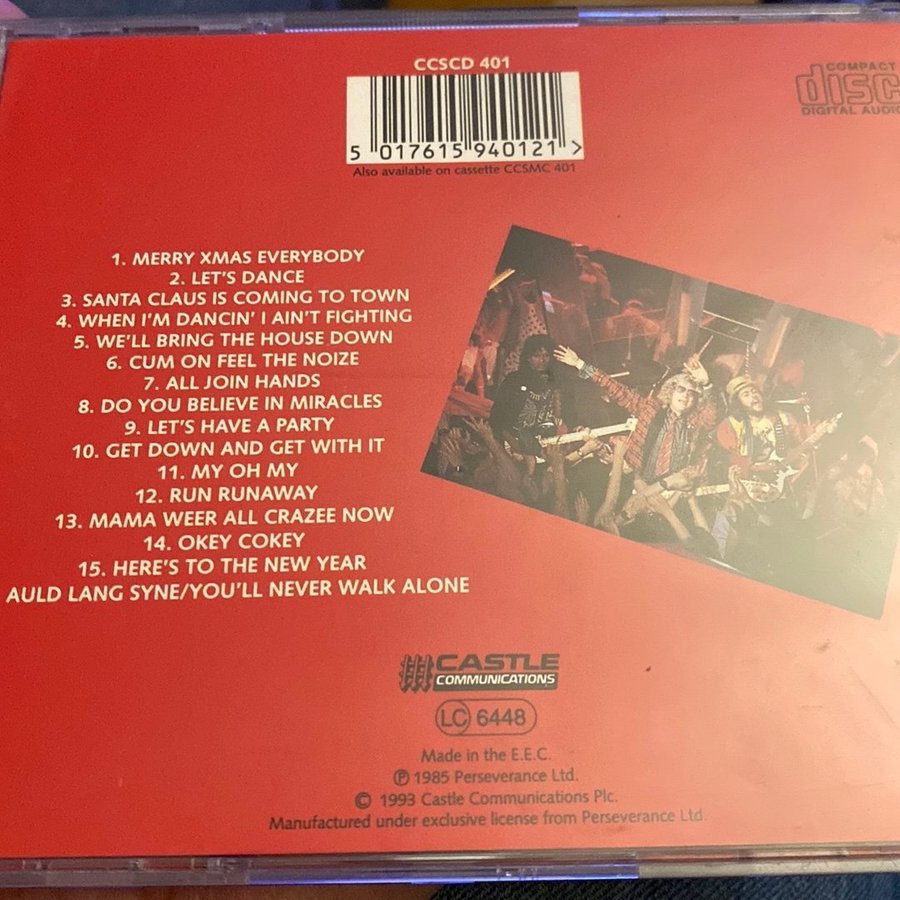 CCSCD 401
COMPACT
disc
DIGITAL AUDIO
5 017615 940121 >
Also available on cassette CCSMC 401
1. MERRY XMAS EVERYBODY
2. LET'S DANCE
3. SANTA CLAUS IS COMING TO TOWN
4. WHEN I'M DANCIN' I AIN'T FIGHTING
5. WE'LL BRING THE HOUSE DOWN
6. CUM ON FEEL THE NOIZE
7. ALL JOIN HANDS
8. DO YOU BELIEVE IN MIRACLES
9. LET'S HAVE A PARTY
10. GET DOWN AND GET WITH IT
11. MY OH MY
12. RUN RUNAWAY
13. MAMA WEER ALL CRAZEE NOW
14. OKEY COKEY
15. HERE'S TO THE NEW YEAR
AULD LANG SYNE/YOU'LL NEVER WALK ALONE
CASTLE
COMMUNICATIONS
LC 6448
Made in the E.E.C.
℗ 1985 Perseverance Ltd.
© 1993 Castle Communications Plc.
Manufactured under exclusive license from Perseverance Ltd.